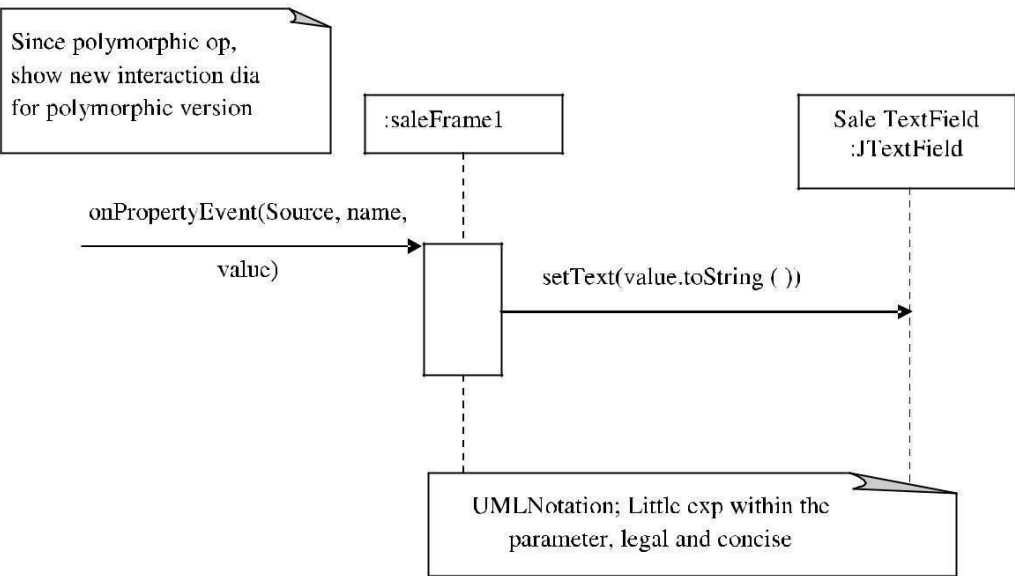 Since polymorphic op,
show new interaction dia
for polymorphic version
:saleFrame1
Sale TextField
:JTextField
onPropertyEvent(Source, name,
value)
setText(value.toString ( ))
UMLNotation; Little exp within the
parameter, legal and concise